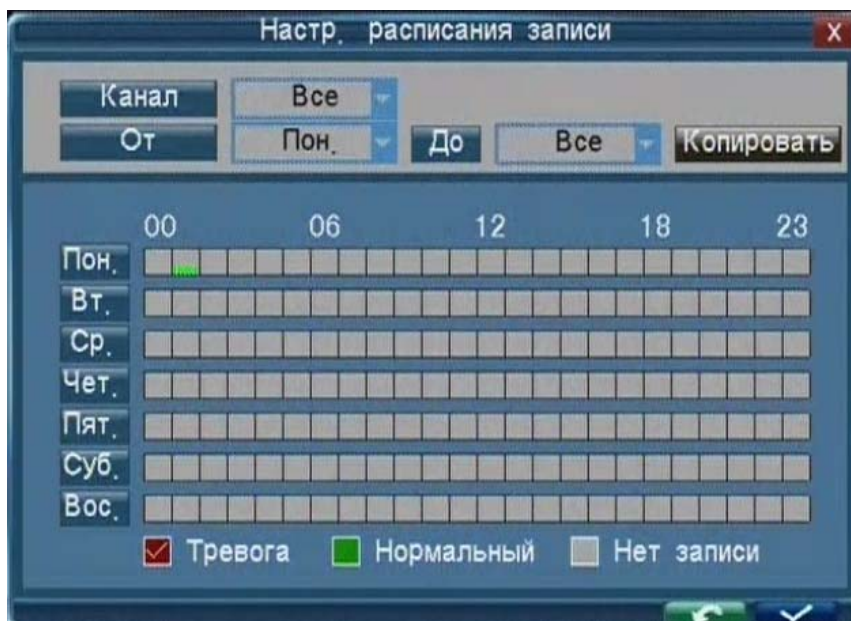 Настр. расписания записи X
Канал Все
От Пон. До Все Копировать
00 06 12 18 23
Пон.
Вт.
Ср.
Чет.
Пят.
Суб.
Вос.
Тревога Нормальный Нет записи